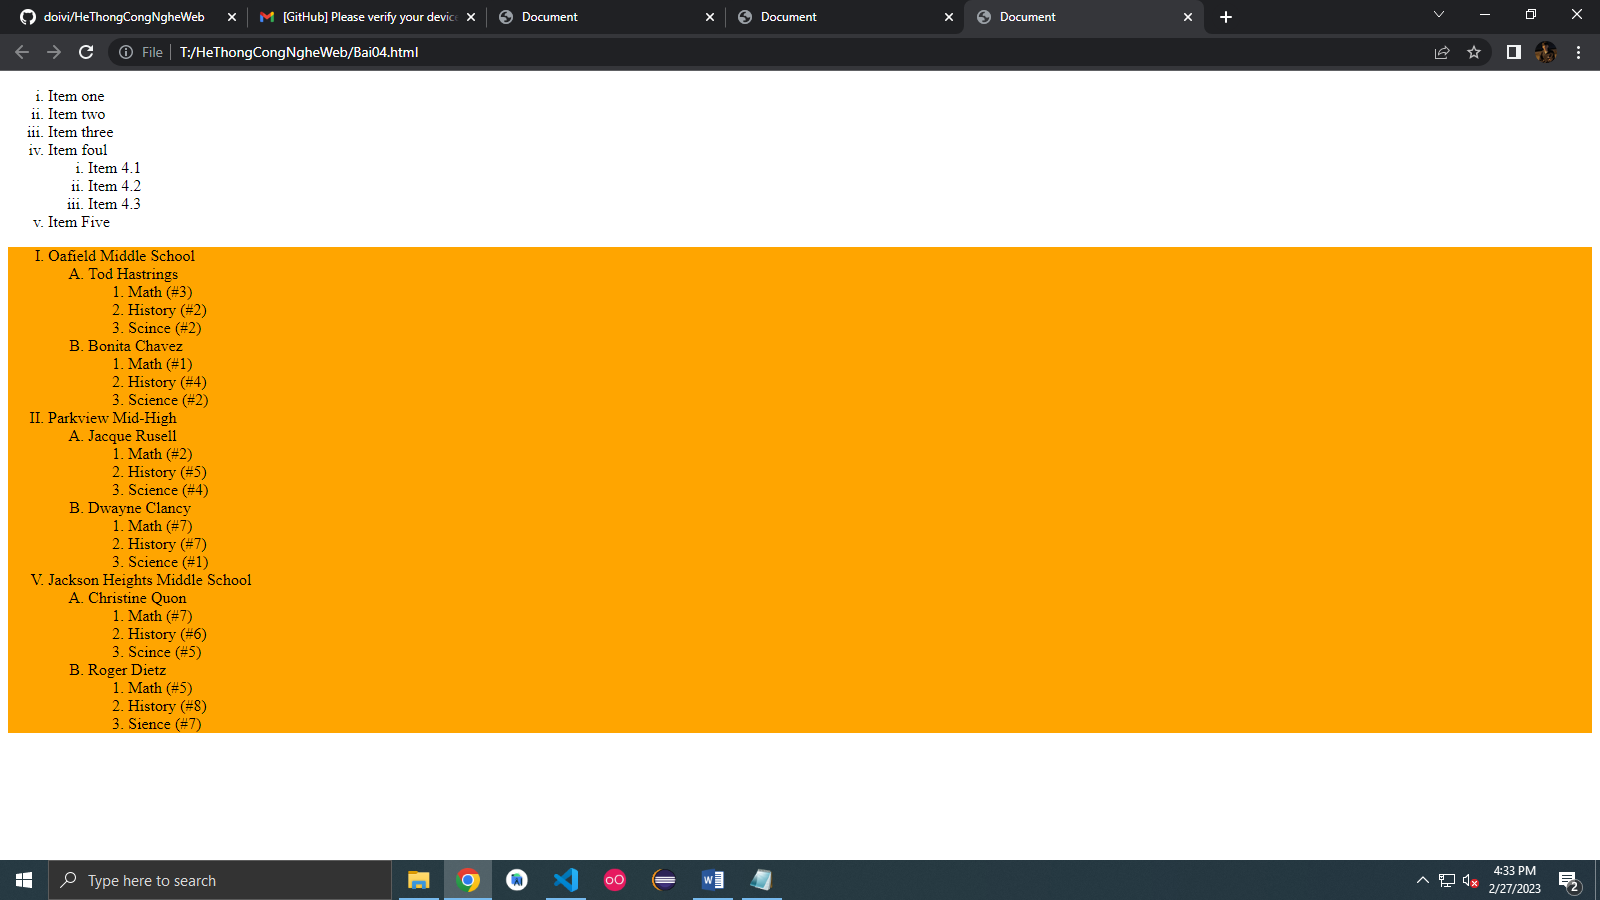 doivi/HeThongCongNgheWeb
[GitHub] Please verify your device
Document
Document
Document
File
T:/HeThongCongNgheWeb/Bai04.html
i. Item one
ii. Item two
iii. Item three
iv. Item foul
i. Item 4.1
ii. Item 4.2
iii. Item 4.3
v. Item Five
I. Oafield Middle School
A. Tod Hastrings
1. Math (#3)
2. History (#2)
3. Scince (#2)
B. Bonita Chavez
1. Math (#1)
2. History (#4)
3. Science (#2)
II. Parkview Mid-High
A. Jacque Rusell
1. Math (#2)
2. History (#5)
3. Science (#4)
B. Dwayne Clancy
1. Math (#7)
2. History (#7)
3. Science (#1)
V. Jackson Heights Middle School
A. Christine Quon
1. Math (#7)
2. History (#6)
3. Scince (#5)
B. Roger Dietz
1. Math (#5)
2. History (#8)
3. Sience (#7)
Type here to search
4:33 PM
2/27/2023
2